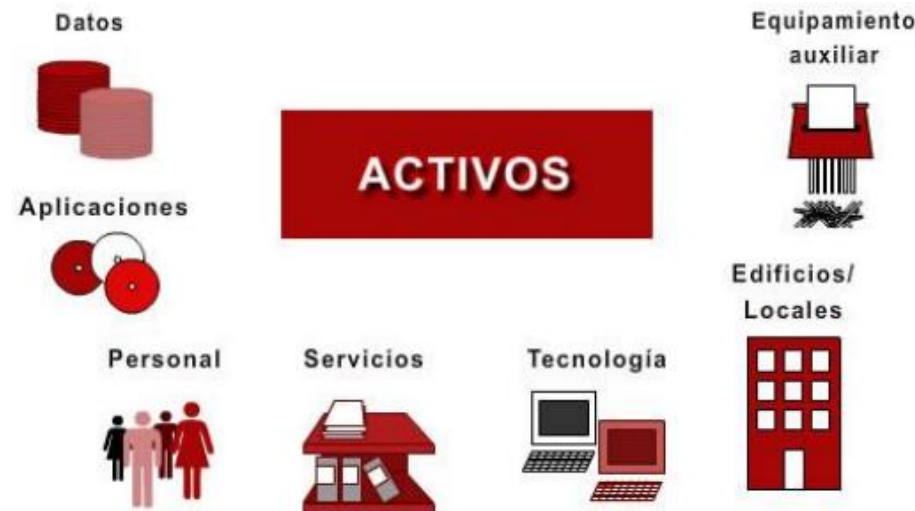 Datos
Equipamiento
auxiliar
ACTIVOS
Aplicaciones
Edificios/
Locales
Personal
Servicios
Tecnología